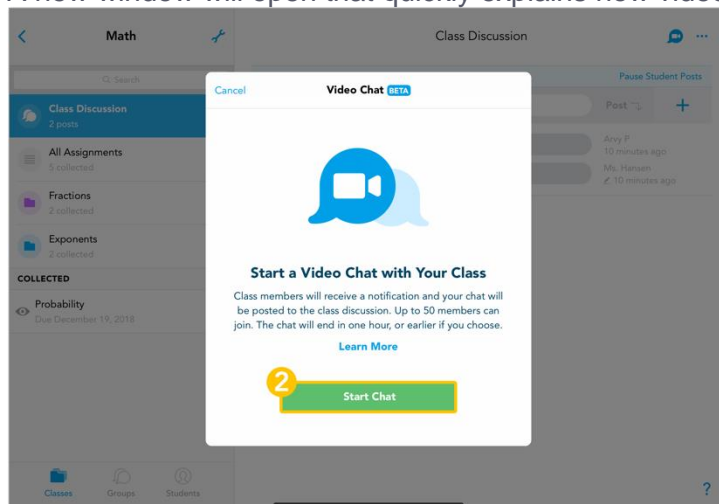 Math
Class Discussion
Search
Pause Student Posts
Class Discussion
2 posts
Post
All Assignments
5 collected
Arvy P
10 minutes ago
Ms. Hansen
10 minutes ago
Fractions
2 collected
Exponents
2 collected
COLLECTED
Probability
Due December 19, 2018
Classes
Groups
Students
?
Cancel
Video Chat BETA
Start a Video Chat with Your Class
Class members will receive a notification and your chat will
be posted to the class discussion. Up to 50 members can
join. The chat will end in one hour, or earlier if you choose.
Learn More
2
Start Chat